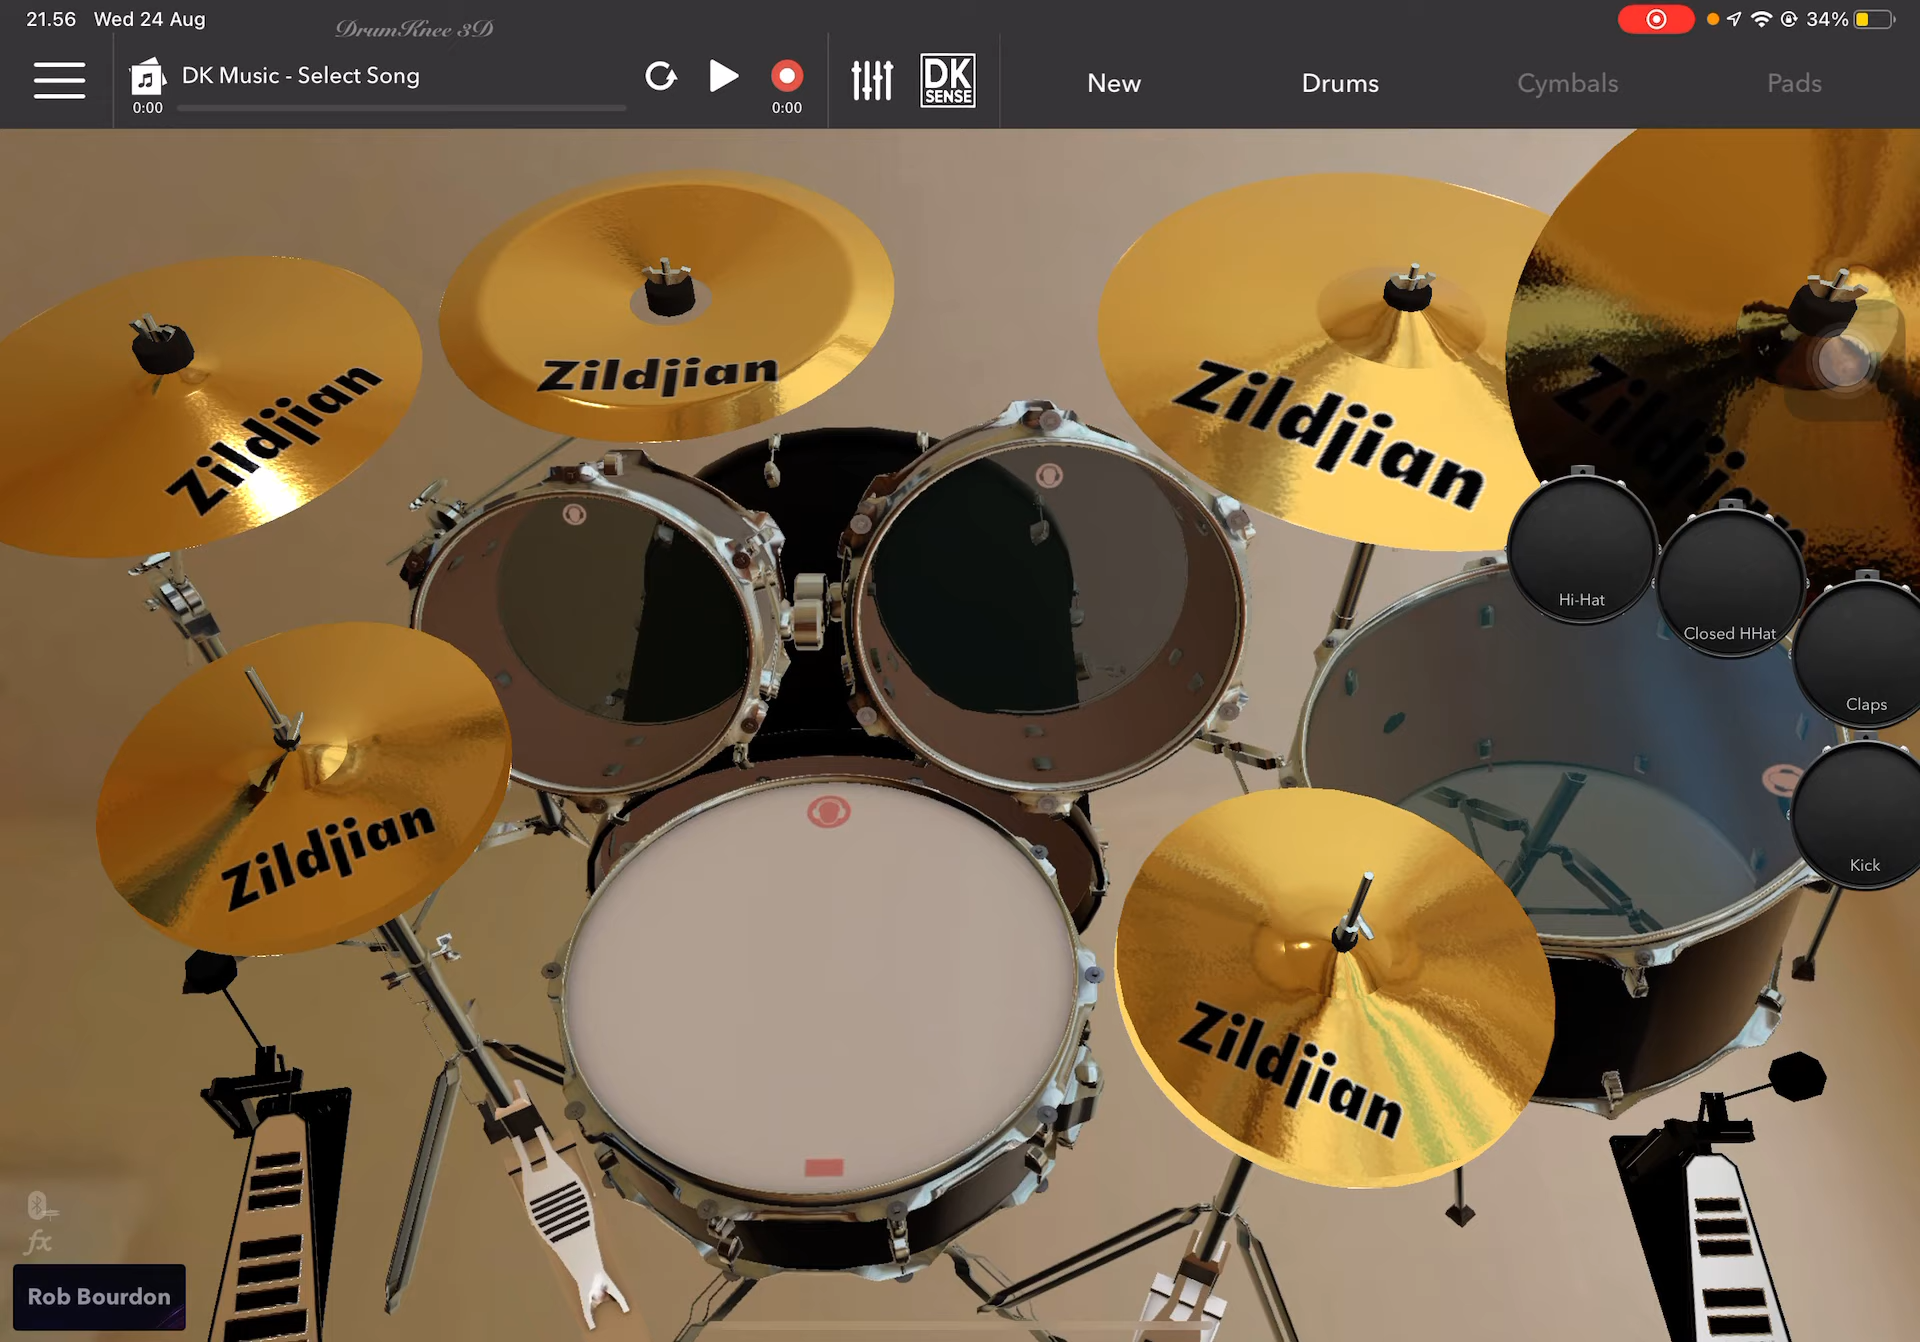 21.56 Wed 24 Aug
DrumKnee 3D
34%
DK Music - Select Song
0:00
0:00
DK
SENSE
New
Drums
Cymbals
Pads
Zildjian
Zildjian
Zildjian
Zildjian
Hi-Hat
Closed HHat
Claps
Kick
Zildjian
Zildjian
fx
Rob Bourdon